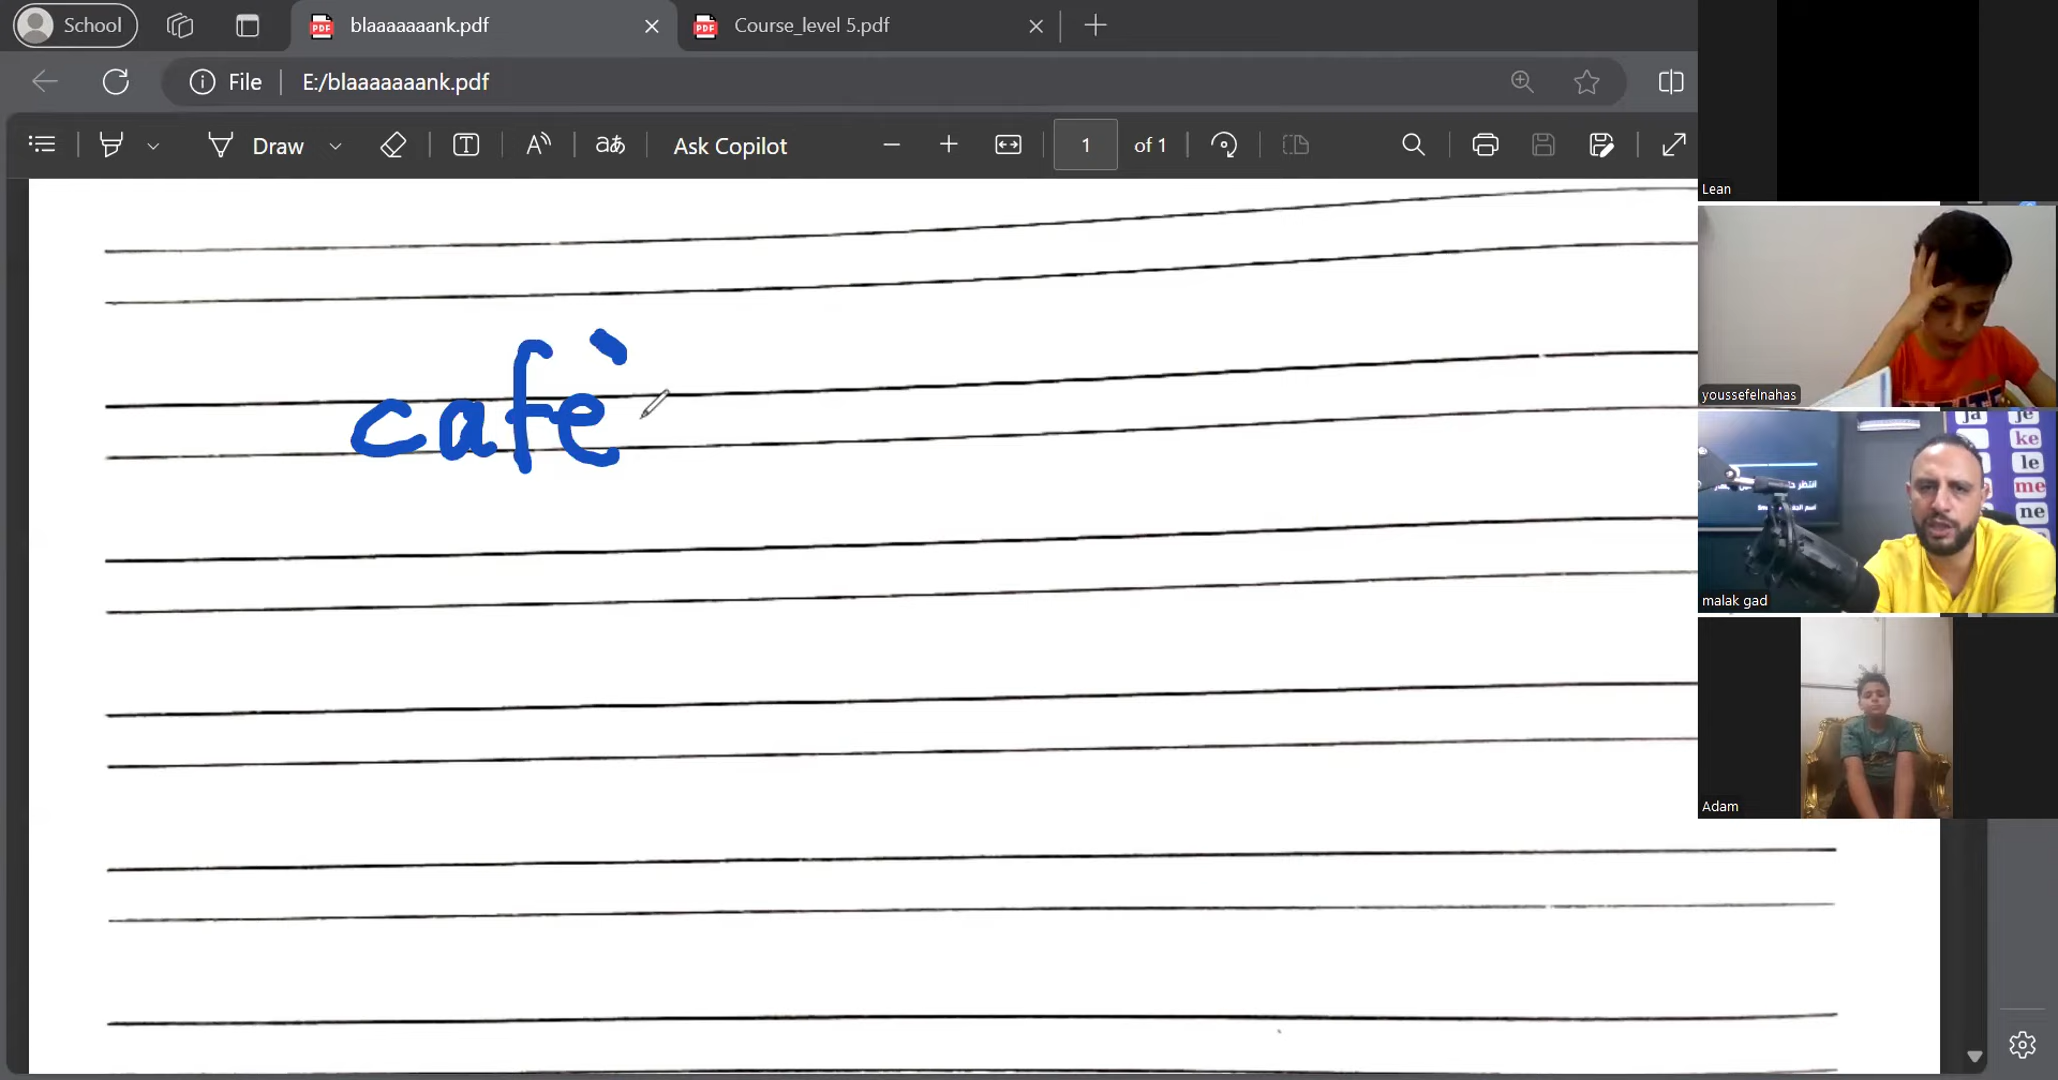 School
blaaaaaaank.pdf
Course_level 5.pdf
File
E:/blaaaaaaank.pdf
Draw
Ask Copilot
1
of 1
cafè
Lean
youssefelnahas
ja je
ke
le
me
ne
malak gad
Adam